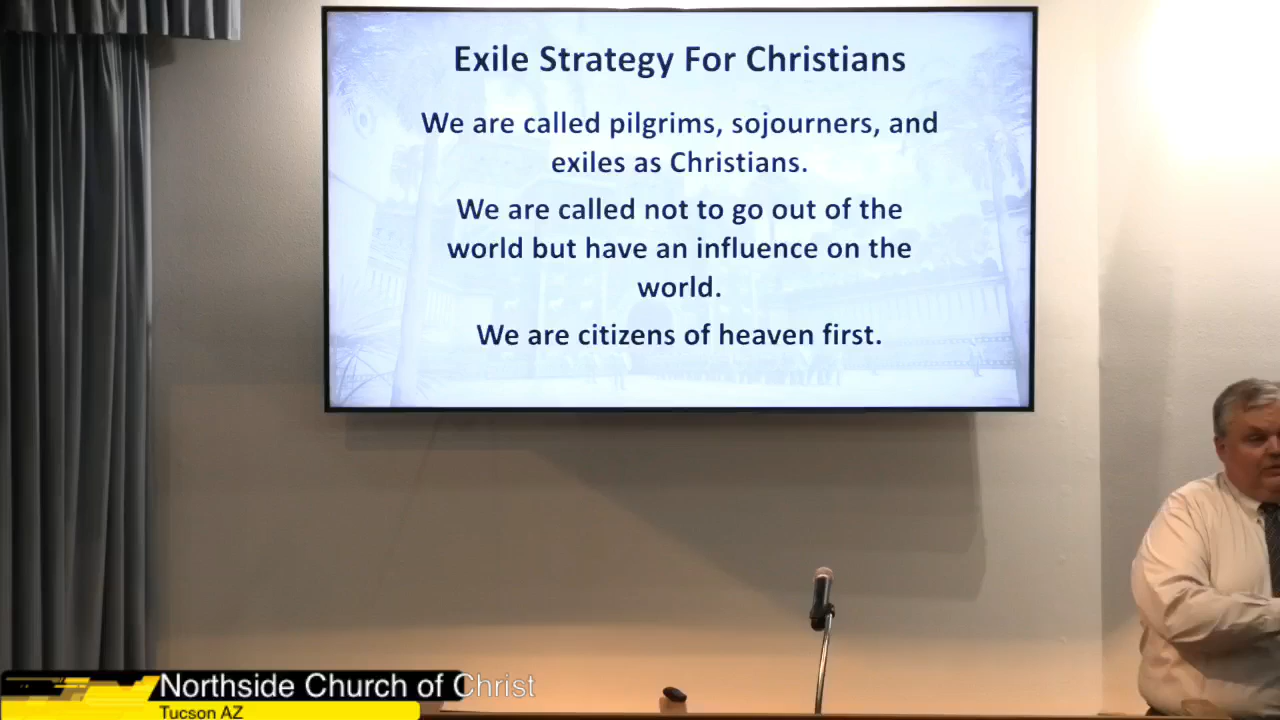 Exile Strategy For Christians
We are called pilgrims, sojourners, and
exiles as Christians.
We are called not to go out of the
world but have an influence on the
world.
We are citizens of heaven first.
Northside Church of Christ
Tucson AZ